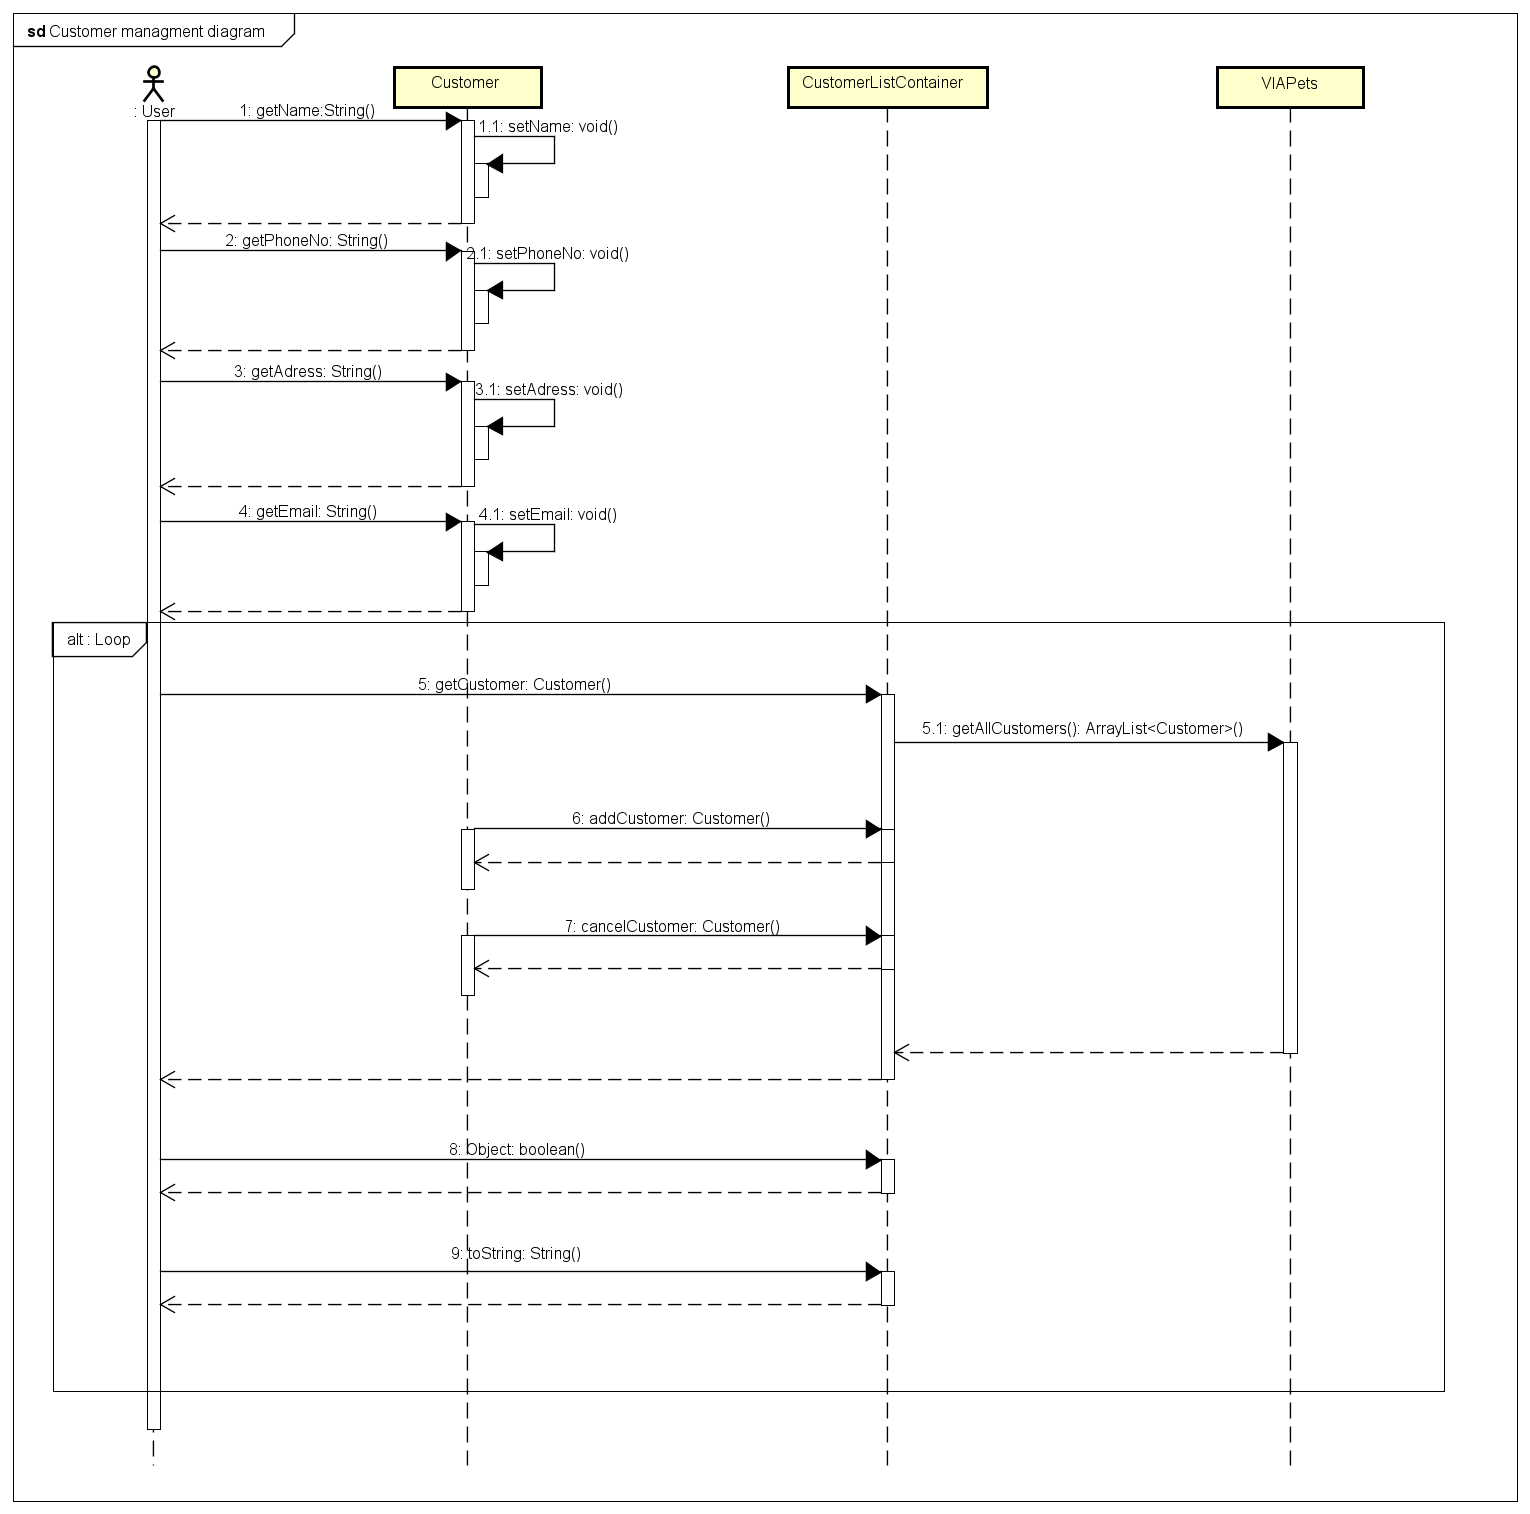 sd Customer managment diagram
: User
Customer
CustomerListContainer
VIAPets
1: getName:String()
1.1: setName: void()
2: getPhoneNo: String()
2.1: setPhoneNo: void()
3: getAdress: String()
3.1: setAdress: void()
4: getEmail: String()
4.1: setEmail: void()
alt : Loop
5: getCustomer: Customer()
5.1: getAllCustomers(): ArrayList<Customer>()
6: addCustomer: Customer()
7: cancelCustomer: Customer()
8: Object: boolean()
9: toString: String()